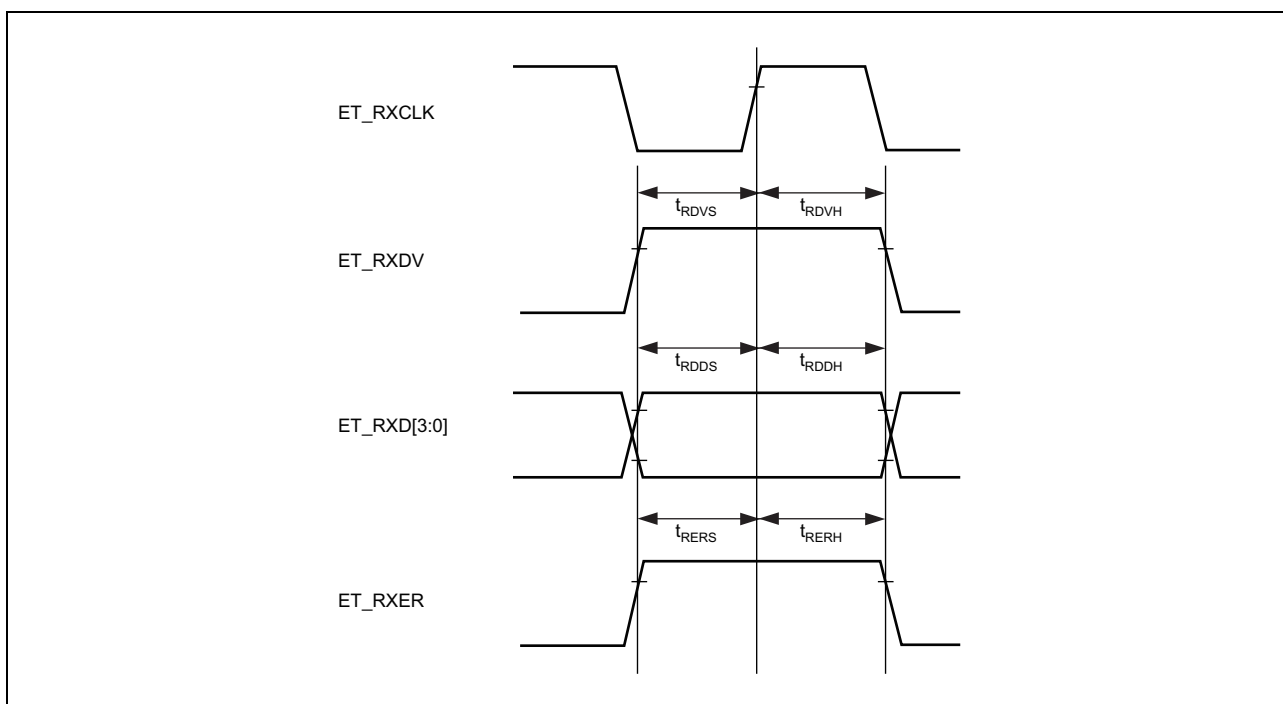 ET_RXCLK
tRDVS tRDVH
ET_RXDV
tRDDS tRDDH
ET_RXD[3:0]
tRERS tRERH
ET_RXER